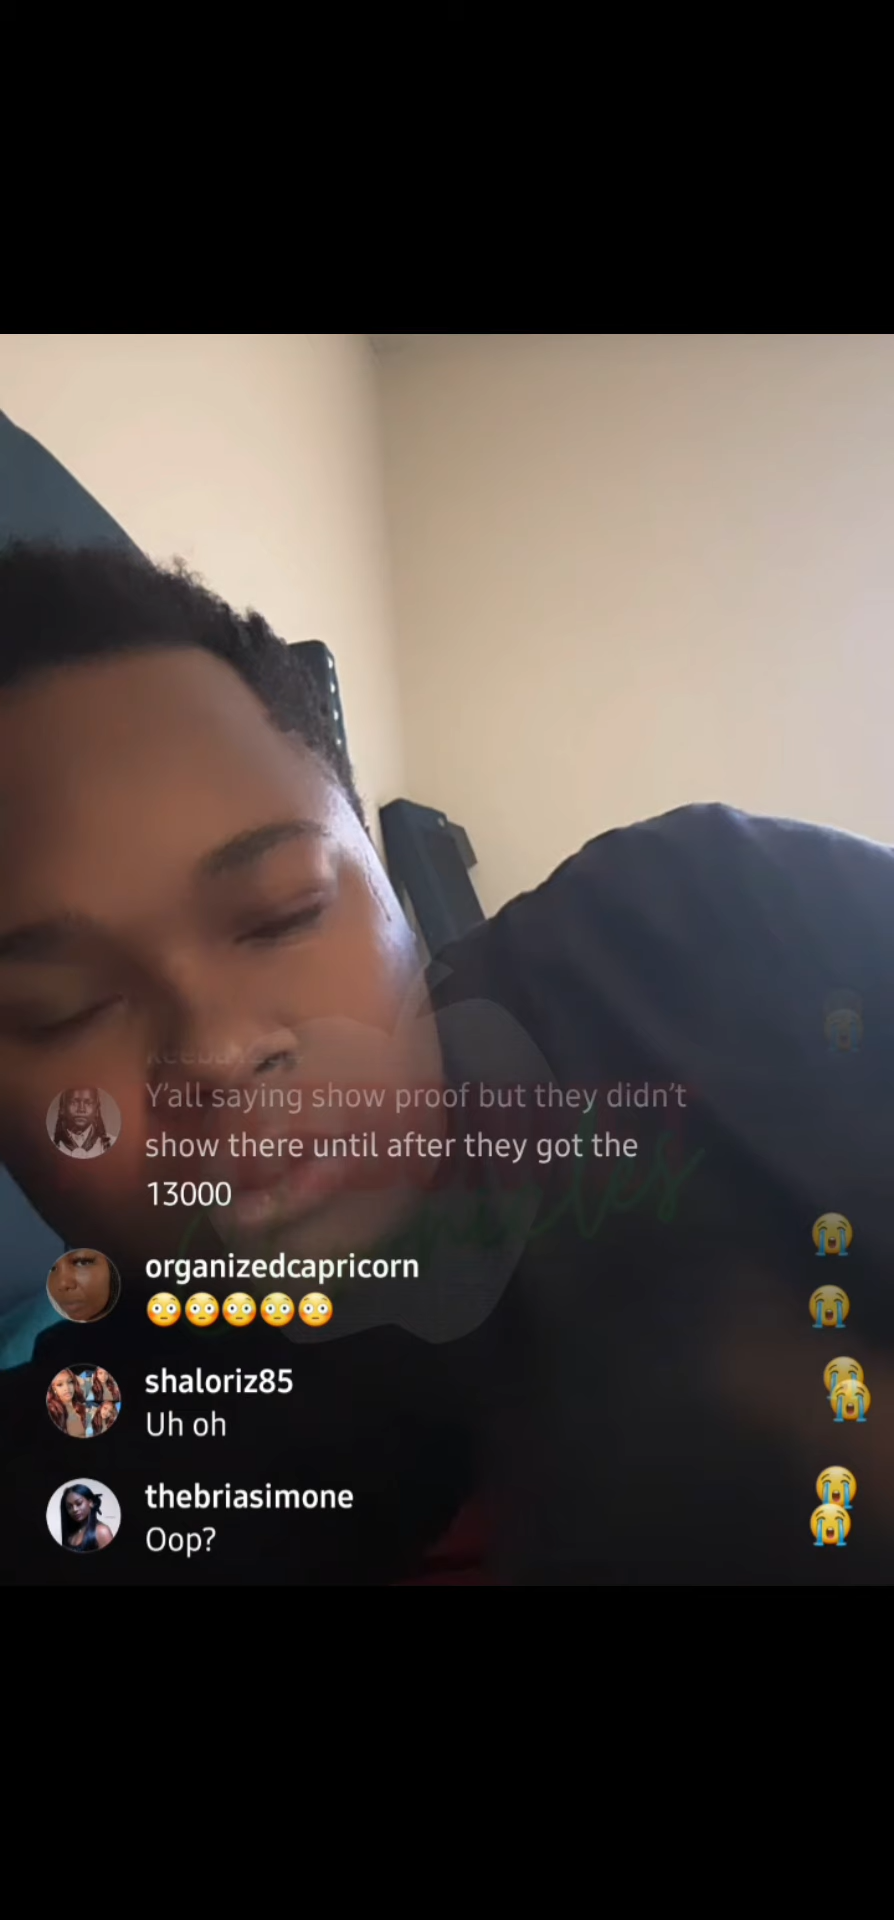 Y'all saying show proof but they didn't
show there until after they got the
13000
organizedcapricorn
😳😳😳😳😳
shaloriz85
Uh oh
thebriasimone
Oop?